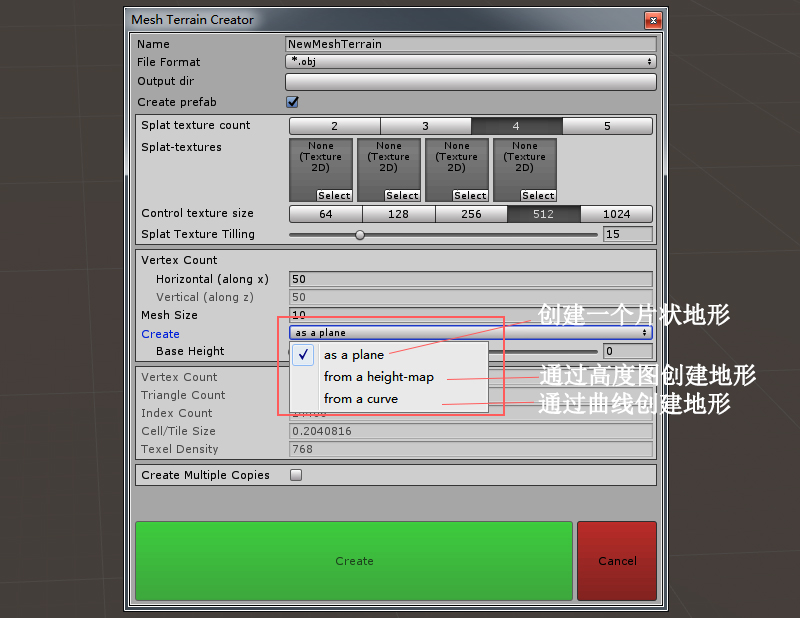 Mesh Terrain Creator
Name NewMeshTerrain
File Format *.obj
Output dir
Create prefab
Splat texture count 2 3 4 5
Splat-textures None (Texture 2D) Select None (Texture 2D) Select None (Texture 2D) Select None (Texture 2D) Select
Control texture size 64 128 256 512 1024
Splat Texture Tilling 15
Vertex Count
Horizontal (along x) 50
Vertical (along z) 50
Mesh Size 10
创建一个片状地形
Create as a plane
Base Height 0
as a plane
from a height-map
通过高度图创建地形
from a curve
通过曲线创建地形
Vertex Count
Triangle Count
Index Count
Cell/Tile Size 0.2040816
Texel Density 768
Create Multiple Copies
Create
Cancel